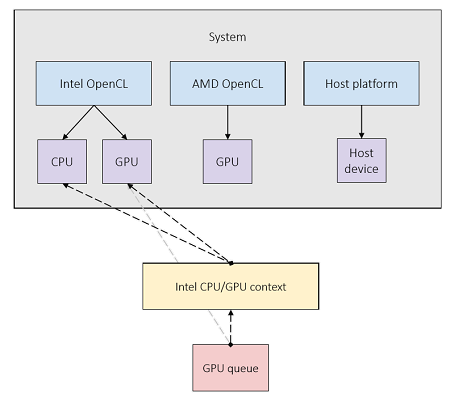 System
Intel OpenCL
AMD OpenCL
Host platform
CPU
GPU
GPU
Host
device
Intel CPU/GPU context
GPU queue